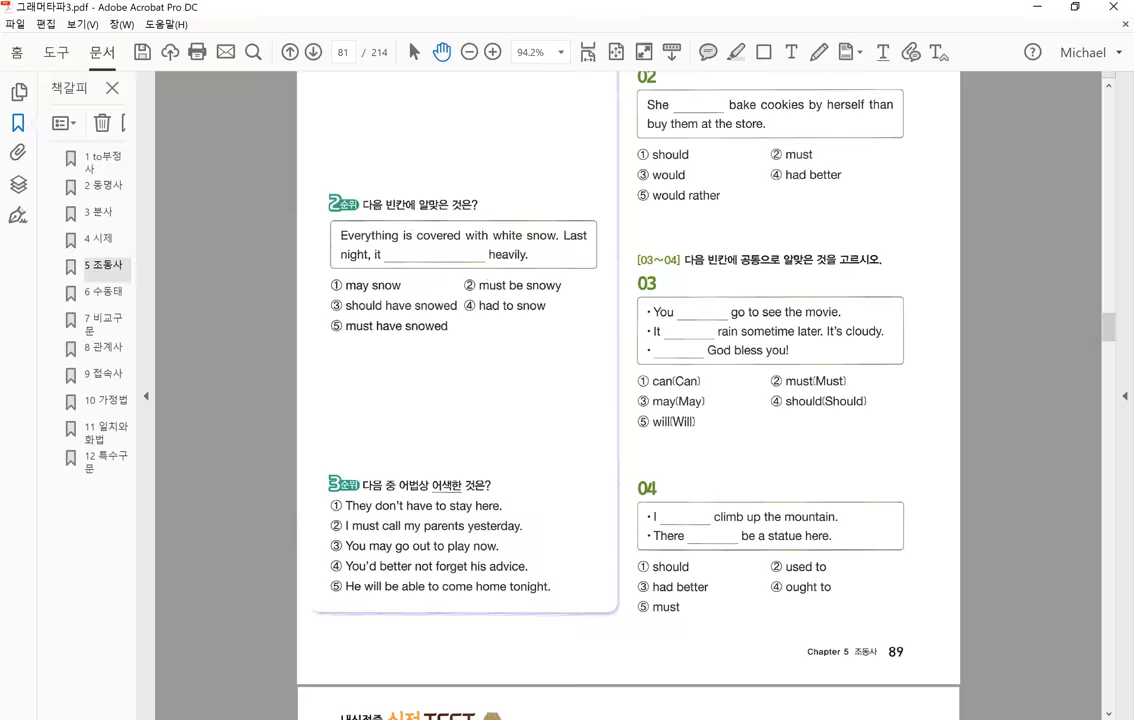 그래머타파3.pdf - Adobe Acrobat Pro DC
파일 편집 보기(V) 창(W) 도움말(H)
홈 도구 문서 81 / 214 94.2% Michael
책갈피
1 to부정사
2 동명사
3 분사
4 시제
5 조동사
6 수동태
7 비교구문
8 관계사
9 접속사
10 가정법
11 일치와 화법
12 특수구문
2순위 다음 빈칸에 알맞은 것은?
Everything is covered with white snow. Last
night, it ________ heavily.
① may snow ② must be snowy
③ should have snowed ④ had to snow
⑤ must have snowed
3순위 다음 중 어법상 어색한 것은?
① They don't have to stay here.
② I must call my parents yesterday.
③ You may go out to play now.
④ You'd better not forget his advice.
⑤ He will be able to come home tonight.
02
She ________ bake cookies by herself than
buy them at the store.
① should ② must
③ would ④ had better
⑤ would rather
[03~04] 다음 빈칸에 공통으로 알맞은 것을 고르시오.
03
• You ________ go to see the movie.
• It ________ rain sometime later. It's cloudy.
• ________ God bless you!
① can(Can) ② must(Must)
③ may(May) ④ should(Should)
⑤ will(Will)
04
• I ________ climb up the mountain.
• There ________ be a statue here.
① should ② used to
③ had better ④ ought to
⑤ must
Chapter 5 조동사 89
내신적중 실전 TEST